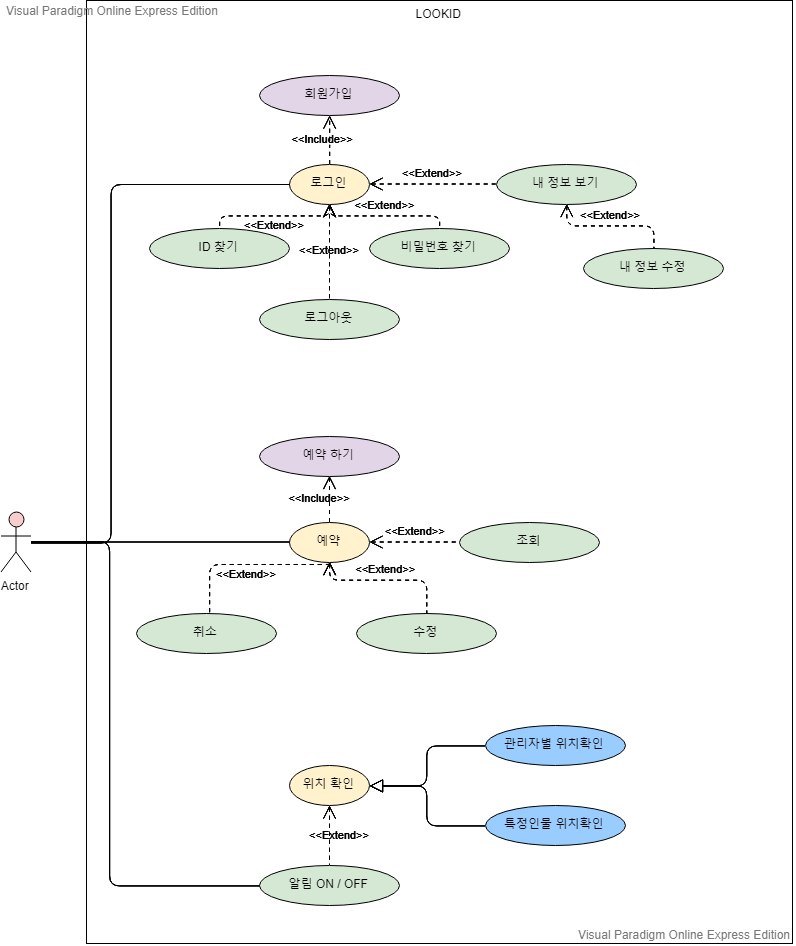 Visual Paradigm Online Express Edition
LOOKID
회원가입
<<Include>>
로그인
<<Extend>>
내 정보 보기
<<Extend>>
<<Extend>>
<<Extend>>
ID 찾기
<<Extend>>
비밀번호 찾기
내 정보 수정
로그아웃
예약 하기
<<Include>>
예약
<<Extend>>
조회
<<Extend>>
<<Extend>>
Actor
취소
수정
관리자별 위치확인
위치 확인
특정인물 위치확인
<<Extend>>
알림 ON / OFF
Visual Paradigm Online Express Edition